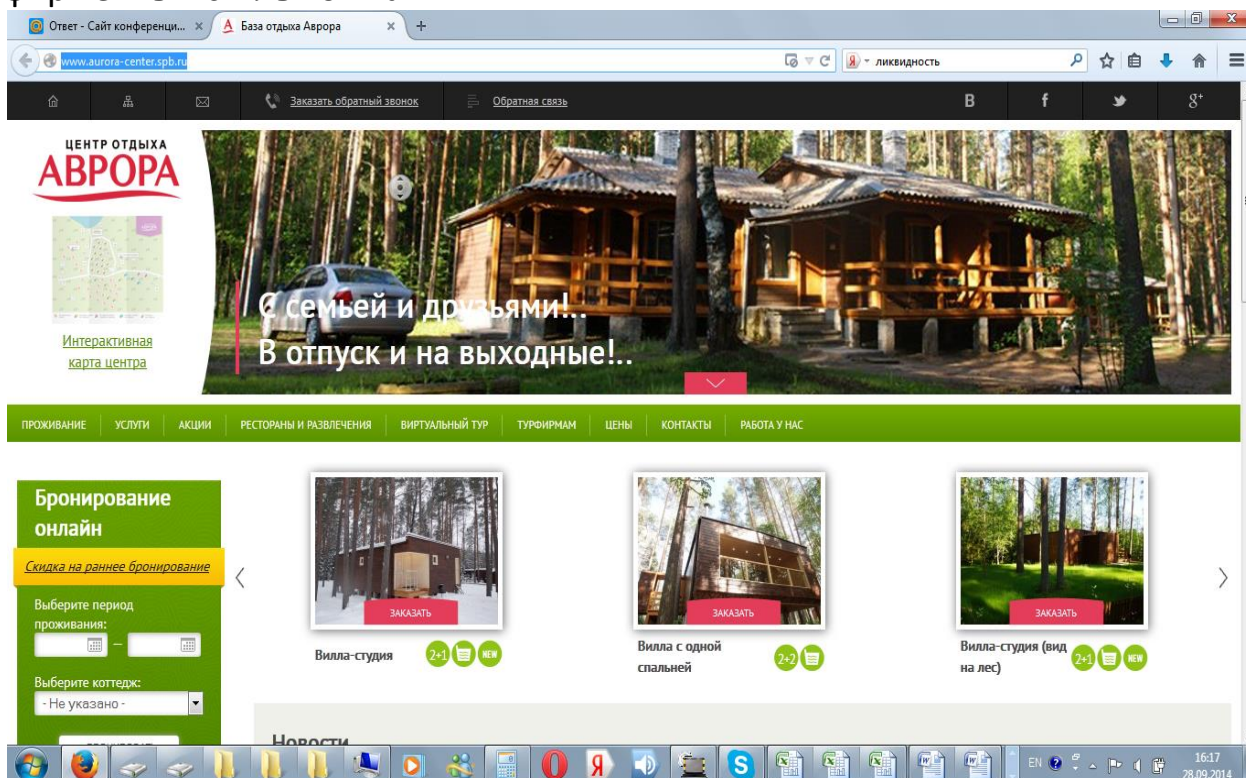 Ответ - Сайт конференци...
База отдыха Аврора
www.aurora-center.spb.ru
ликвидность
Заказать обратный звонок
Обратная связь
В f g+
ЦЕНТР ОТДЫХА
АВРОРА
Интерактивная
карта центра
С семьей и друзьями!..
В отпуск и на выходные!..
ПРОЖИВАНИЕ УСЛУГИ АКЦИИ РЕСТОРАНЫ И РАЗВЛЕЧЕНИЯ ВИРТУАЛЬНЫЙ ТУР ТУРФИРМАМ ЦЕНЫ КОНТАКТЫ РАБОТА У НАС
Бронирование
онлайн
Скидка на раннее бронирование
Выберите период
проживания:
Выберите коттедж:
- Не указано -
ЗАКАЗАТЬ
Вилла-студия 2+1 NEW
ЗАКАЗАТЬ
Вилла с одной
спальней 2+2
ЗАКАЗАТЬ
Вилла-студия (вид
на лес) 2+1 NEW
Новости
EN
16:17
28.09.2014